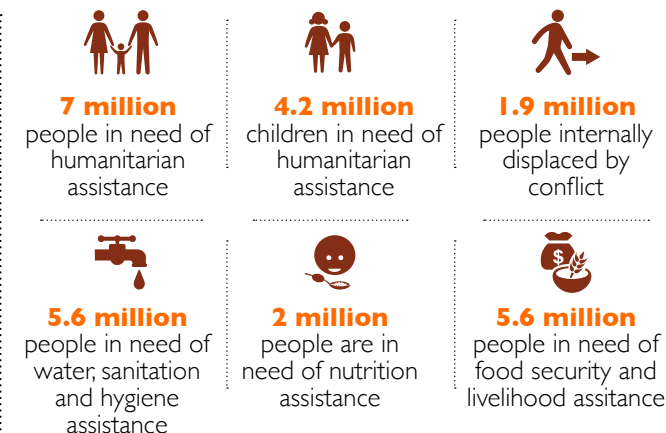 7 million
people in need of
humanitarian
assistance
4.2 million
children in need of
humanitarian
assistance
1.9 million
people internally
displaced by
conflict
5.6 million
people in need of
water, sanitation
and hygiene
assistance
2 million
people are in
need of nutrition
assistance
$
5.6 million
people in need of
food security and
livelihood assitance